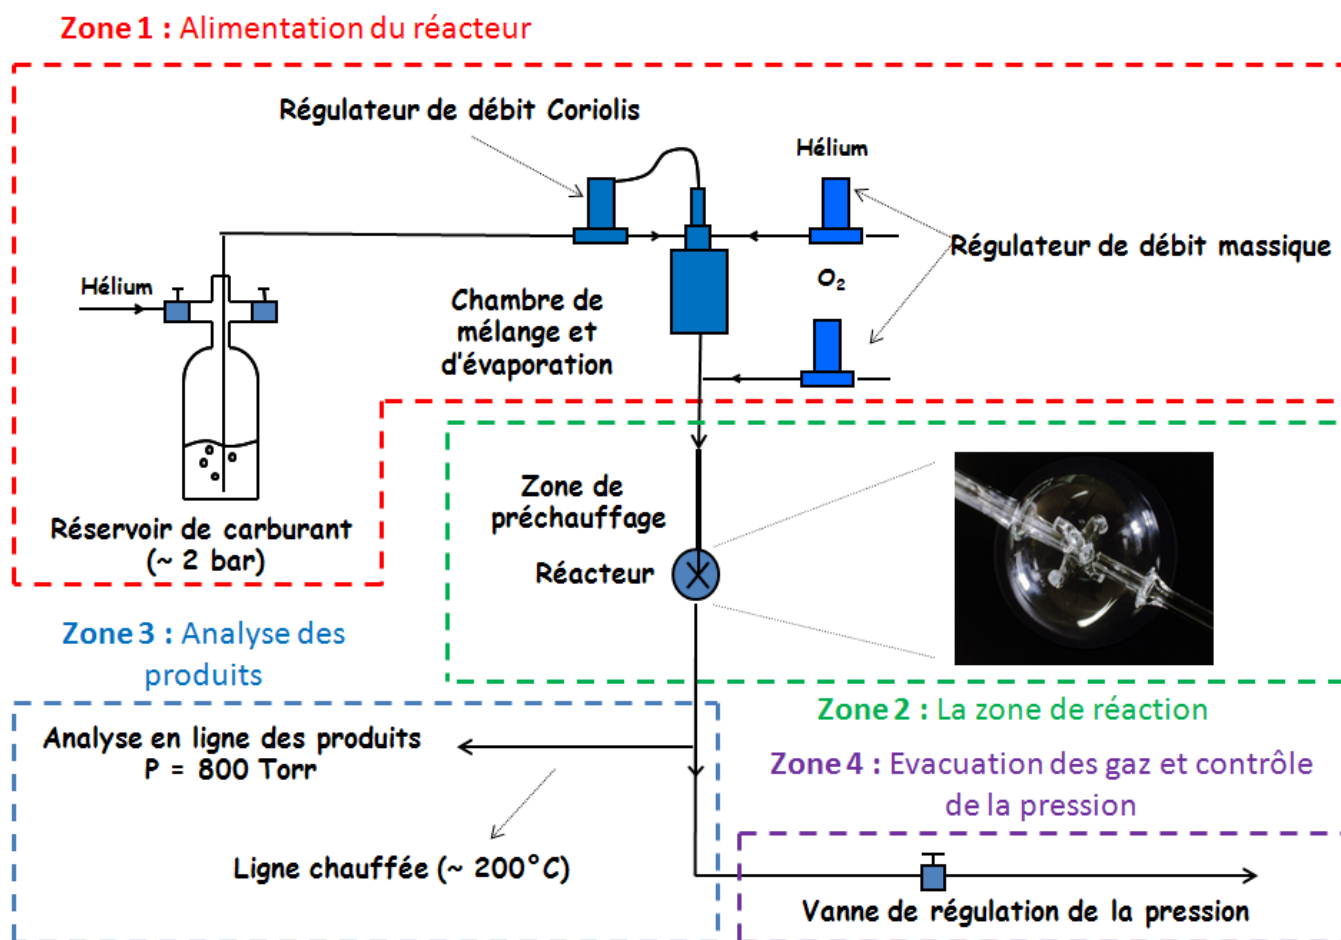 Zone 1 : Alimentation du réacteur
Régulateur de débit Coriolis
Hélium
Régulateur de débit massique
Hélium
O₂
Chambre de
mélange et
d'évaporation
Réservoir de carburant
(~ 2 bar)
Zone de
préchauffage
Réacteur
Zone 3 : Analyse des
produits
Zone 2 : La zone de réaction
Analyse en ligne des produits
P = 800 Torr
Zone 4 : Evacuation des gaz et contrôle
de la pression
Ligne chauffée (~ 200°C)
Vanne de régulation de la pression